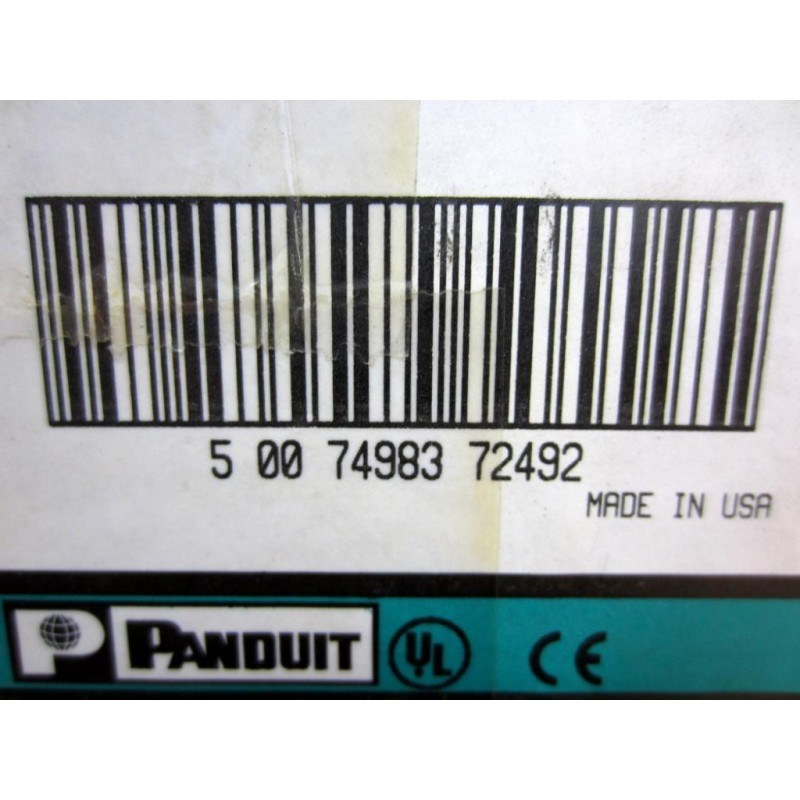 5 00 74983 72492
MADE IN USA
P PANDUIT UL CE